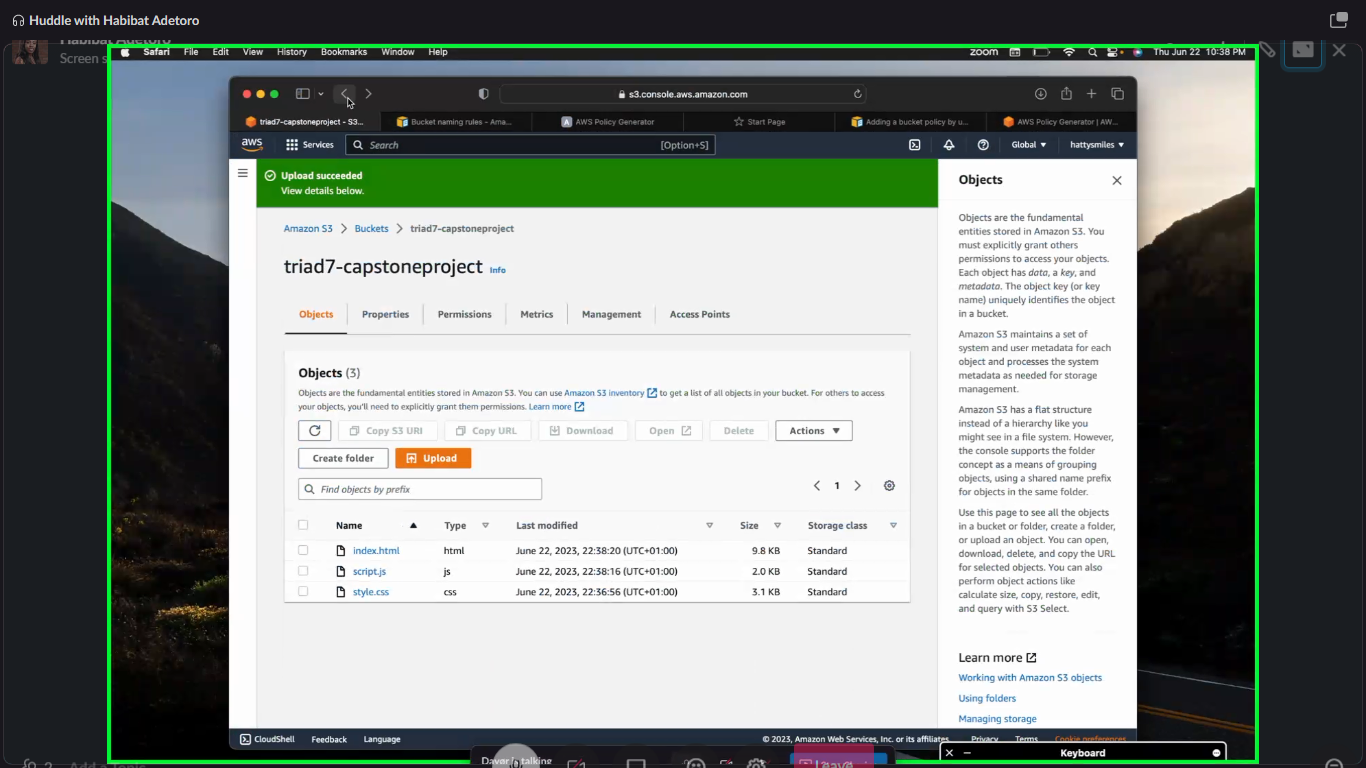 Huddle with Habibat Adetoro
Habibat Adetoro
Screen s
Safari File Edit View History Bookmarks Window Help
zoom
Thu Jun 22 10:38 PM
s3.console.aws.amazon.com
triad7-capstoneproject - S3...
Bucket naming rules - Ama...
AWS Policy Generator
Start Page
Adding a bucket policy by u...
AWS Policy Generator | AW...
aws
Services
Search
[Option+S]
Global
hattysmiles
Upload succeeded
View details below.
Amazon S3 > Buckets > triad7-capstoneproject
triad7-capstoneproject Info
Objects Properties Permissions Metrics Management Access Points
Objects (3)
Objects are the fundamental entities stored in Amazon S3. You can use Amazon S3 inventory to get a list of all objects in your bucket. For others to access
your objects, you'll need to explicitly grant them permissions. Learn more
Copy S3 URI Copy URL Download Open Delete Actions
Create folder Upload
Find objects by prefix
1
Name Type Last modified Size Storage class
index.html html June 22, 2023, 22:38:20 (UTC+01:00) 9.8 KB Standard
script.js js June 22, 2023, 22:38:16 (UTC+01:00) 2.0 KB Standard
style.css css June 22, 2023, 22:36:56 (UTC+01:00) 3.1 KB Standard
Objects
Objects are the fundamental
entities stored in Amazon S3. You
must explicitly grant others
permissions to access your objects.
Each object has data, a key, and
metadata. The object key (or key
name) uniquely identifies the object
in a bucket.
Amazon S3 maintains a set of
system and user metadata for each
object and processes the system
metadata as needed for storage
management.
Amazon S3 has a flat structure
instead of a hierarchy like you
might see in a file system. However,
the console supports the folder
concept as a means of grouping
objects, using a shared name prefix
for objects in the same folder.
Use this page to see all the objects
in a bucket or folder, create a folder,
or upload an object. You can open,
download, delete, and copy the URL
for selected objects. You can also
perform object actions like
calculate size, copy, restore, edit,
and query with S3 Select.
Learn more
Working with Amazon S3 objects
Using folders
Managing storage
CloudShell Feedback Language
© 2023, Amazon Web Services, Inc. or its affiliates. Privacy Terms Cookie preferences
Keyboard
talking
Leave
2 Add a Topic